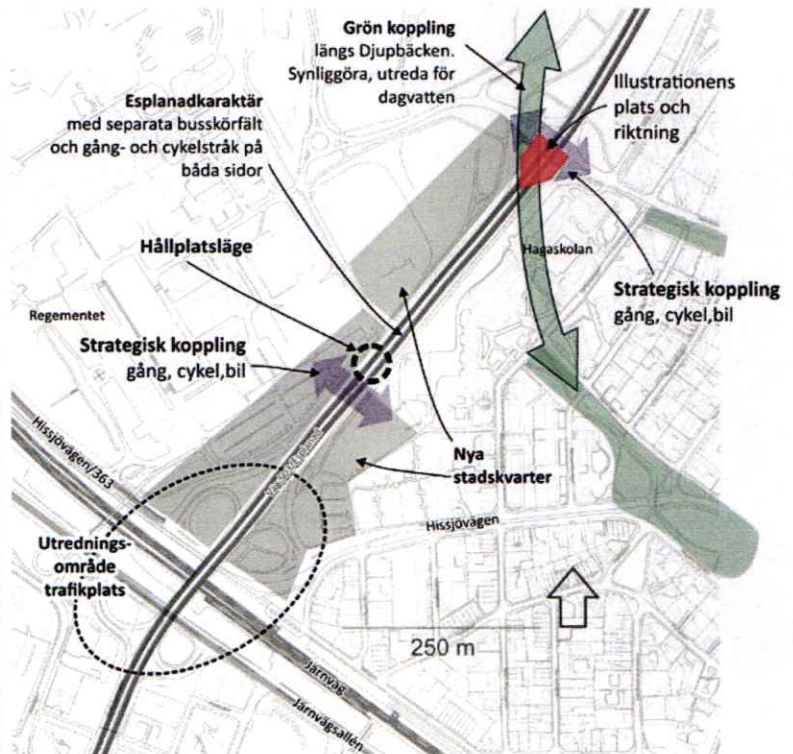 Grön koppling
längs Djupbäcken.
Synliggöra, utreda för
dagvatten
Illustrationens
plats och
riktning
Esplanadkaraktär
med separata busskörfält
och gång- och cykelstråk på
båda sidor
Hållplatsläge
Hagaskolan
Strategisk koppling
gång, cykel,bil
Regementet
Strategisk koppling
gång, cykel,bil
Hissjövägen/363
Nya
stadskvarter
Hissjövägen
Utrednings-
område
trafikplats
250 m
Järnväg
Järnvägsallén